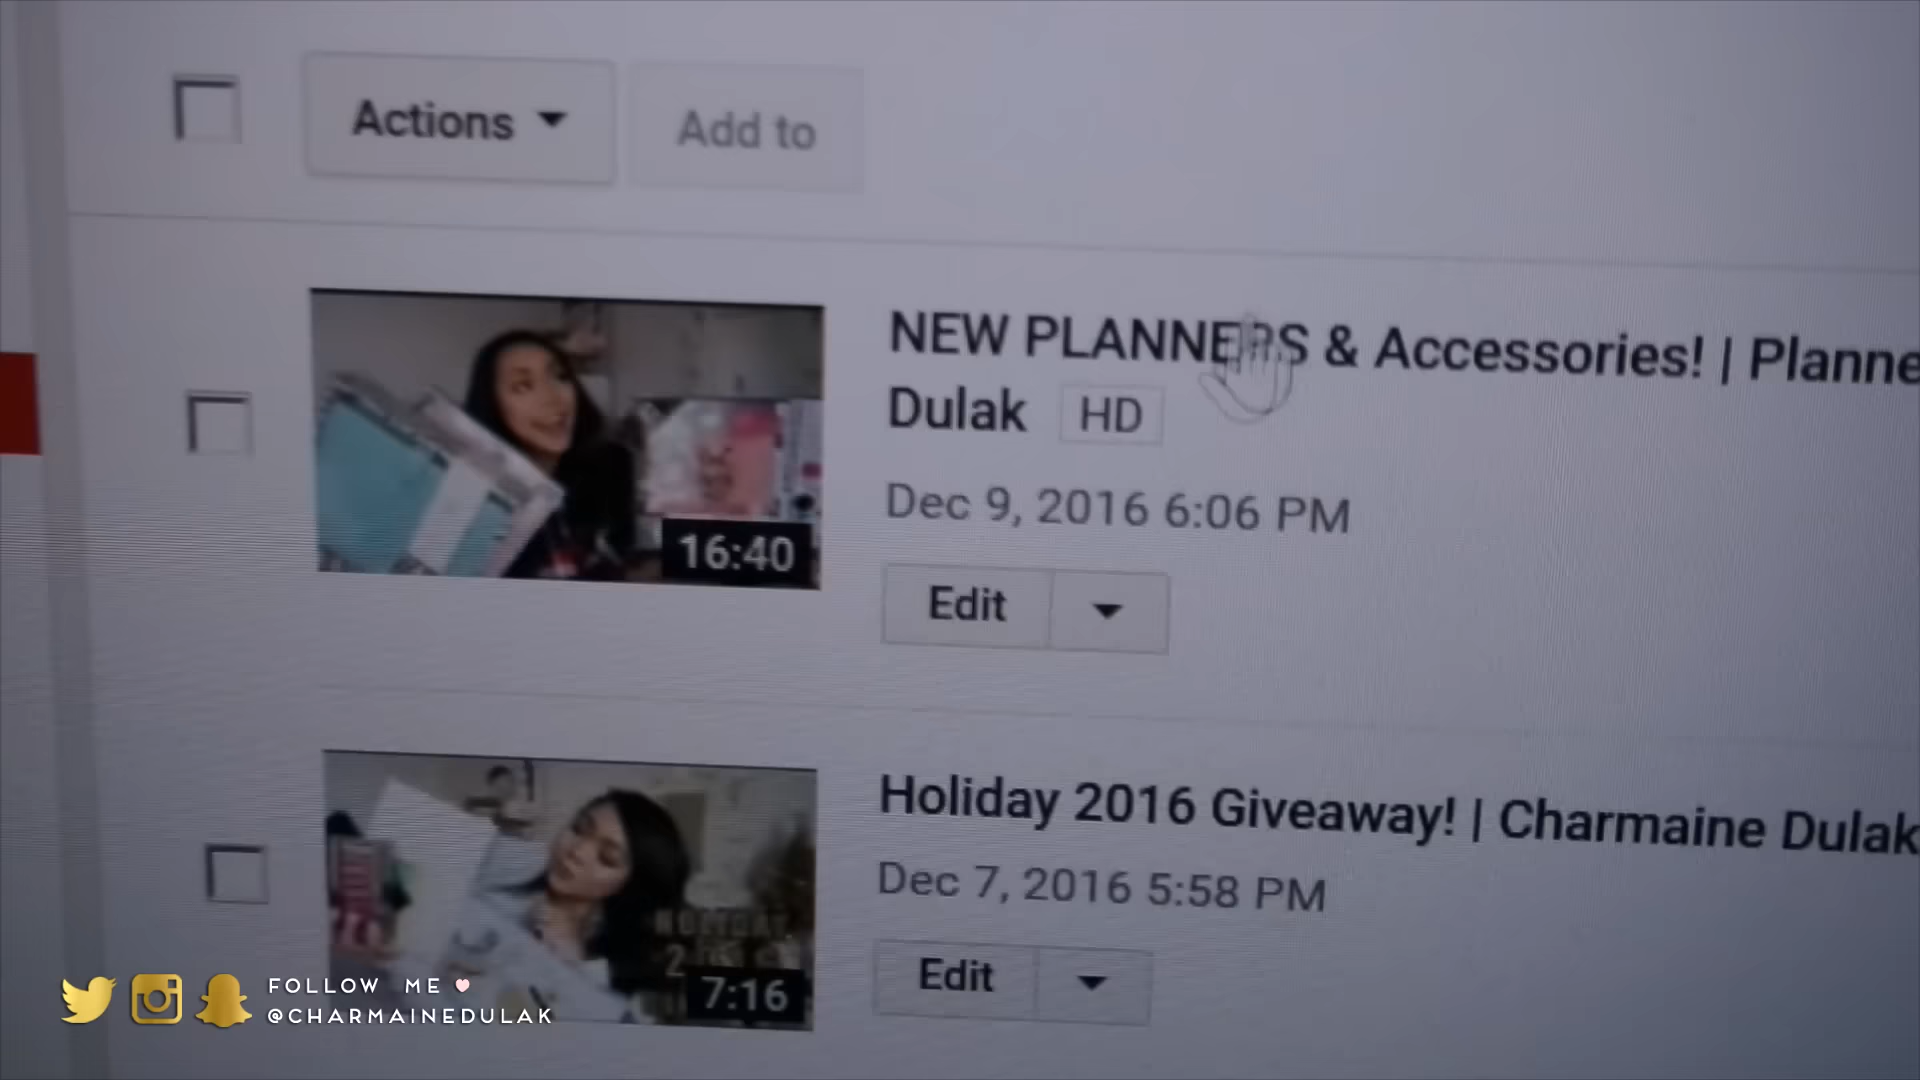 Actions
Add to
NEW PLANNERS & Accessories! | Planne
Dulak HD
Dec 9, 2016 6:06 PM
16:40
Edit
Holiday 2016 Giveaway! | Charmaine Dulak
Dec 7, 2016 5:58 PM
HOLIDAY
7:16
Edit
FOLLOW ME
@CHARMAINEDULAK